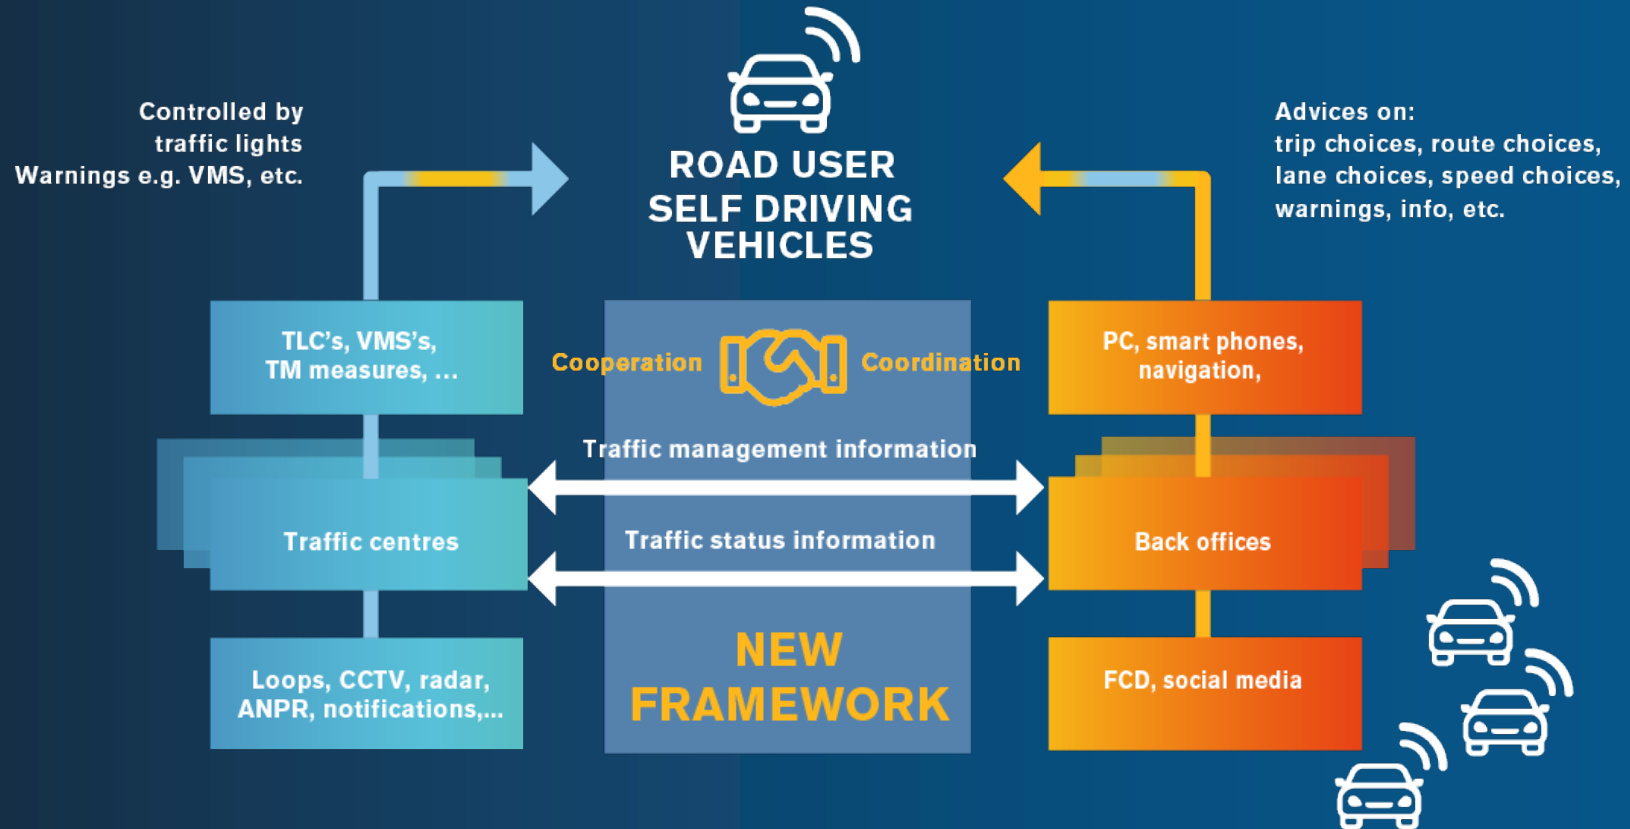 Controlled by
traffic lights
Warnings e.g. VMS, etc.
ROAD USER
SELF DRIVING
VEHICLES
Advices on:
trip choices, route choices,
lane choices, speed choices,
warnings, info, etc.
TLC's, VMS's,
TM measures, ...
Cooperation
Coordination
PC, smart phones,
navigation,
Traffic management information
Traffic centres
Traffic status information
Back offices
Loops, CCTV, radar,
ANPR, notifications,...
NEW
FRAMEWORK
FCD, social media